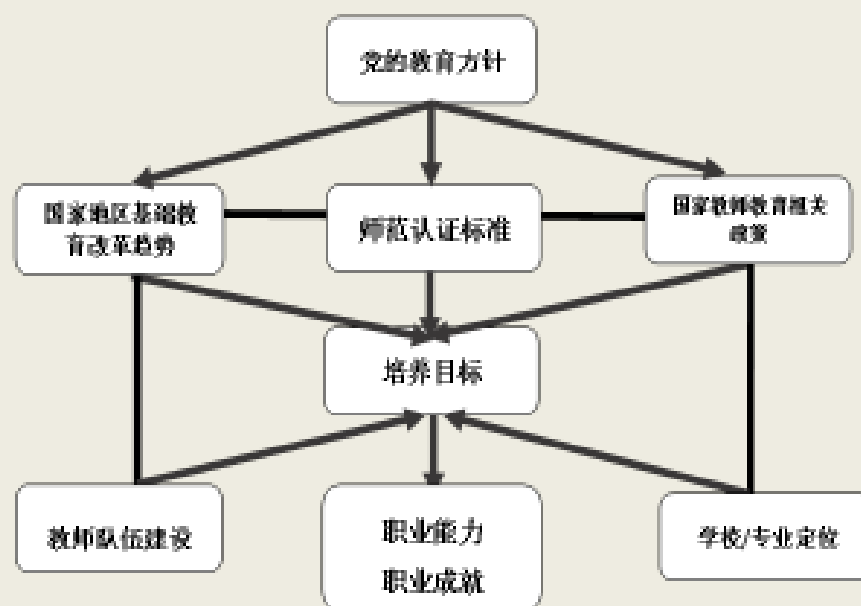 党的教育方针
国家地区基础教
育改革趋势
师范认证标准
国家教师教育相关
政策
培养目标
教师队伍建设
职业能力
职业成就
学校/专业定位